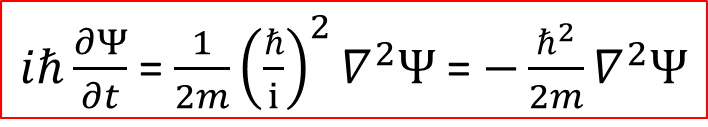 iħ ∂Ψ/∂t = 1/2m (ħ/i)² ∇²Ψ = − ħ²/2m ∇²Ψ